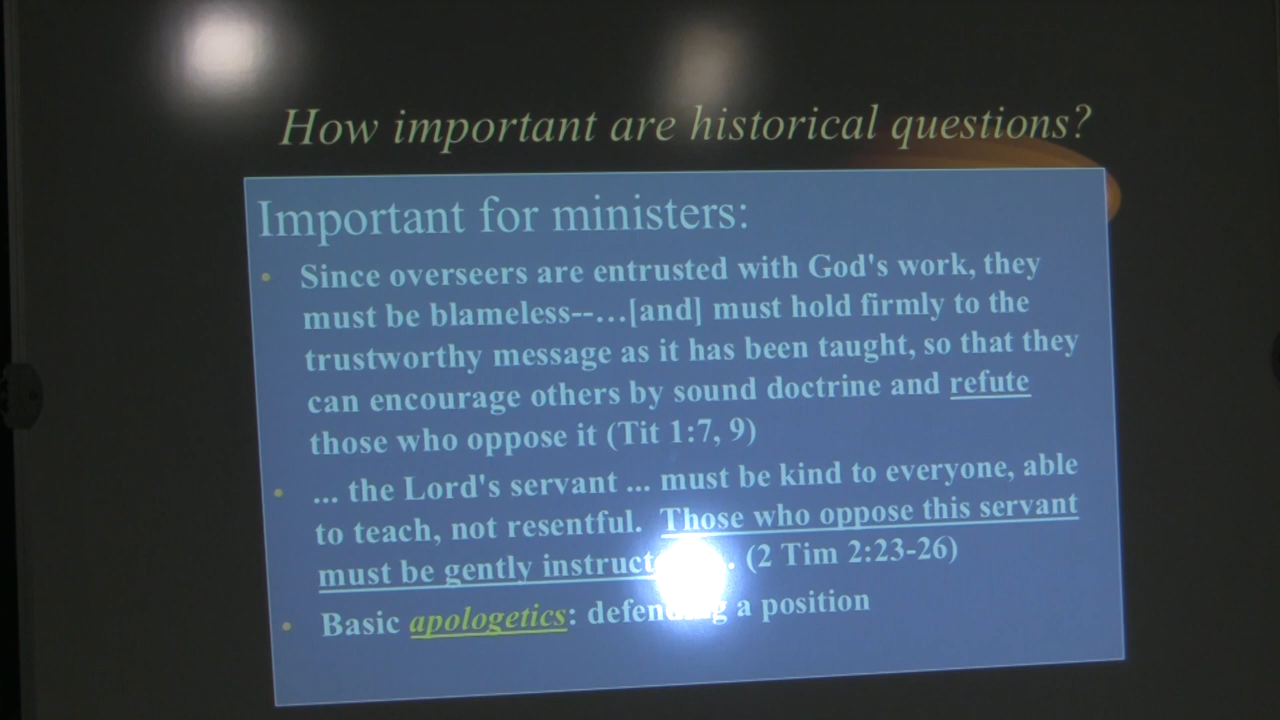 How important are historical questions?
Important for ministers:
• Since overseers are entrusted with God's work, they
must be blameless--…[and] must hold firmly to the
trustworthy message as it has been taught, so that they
can encourage others by sound doctrine and refute
those who oppose it (Tit 1:7, 9)
• ... the Lord's servant ... must be kind to everyone, able
to teach, not resentful. Those who oppose this servant
must be gently . (2 Tim 2:23-26)
• Basic apologetics: defending a position